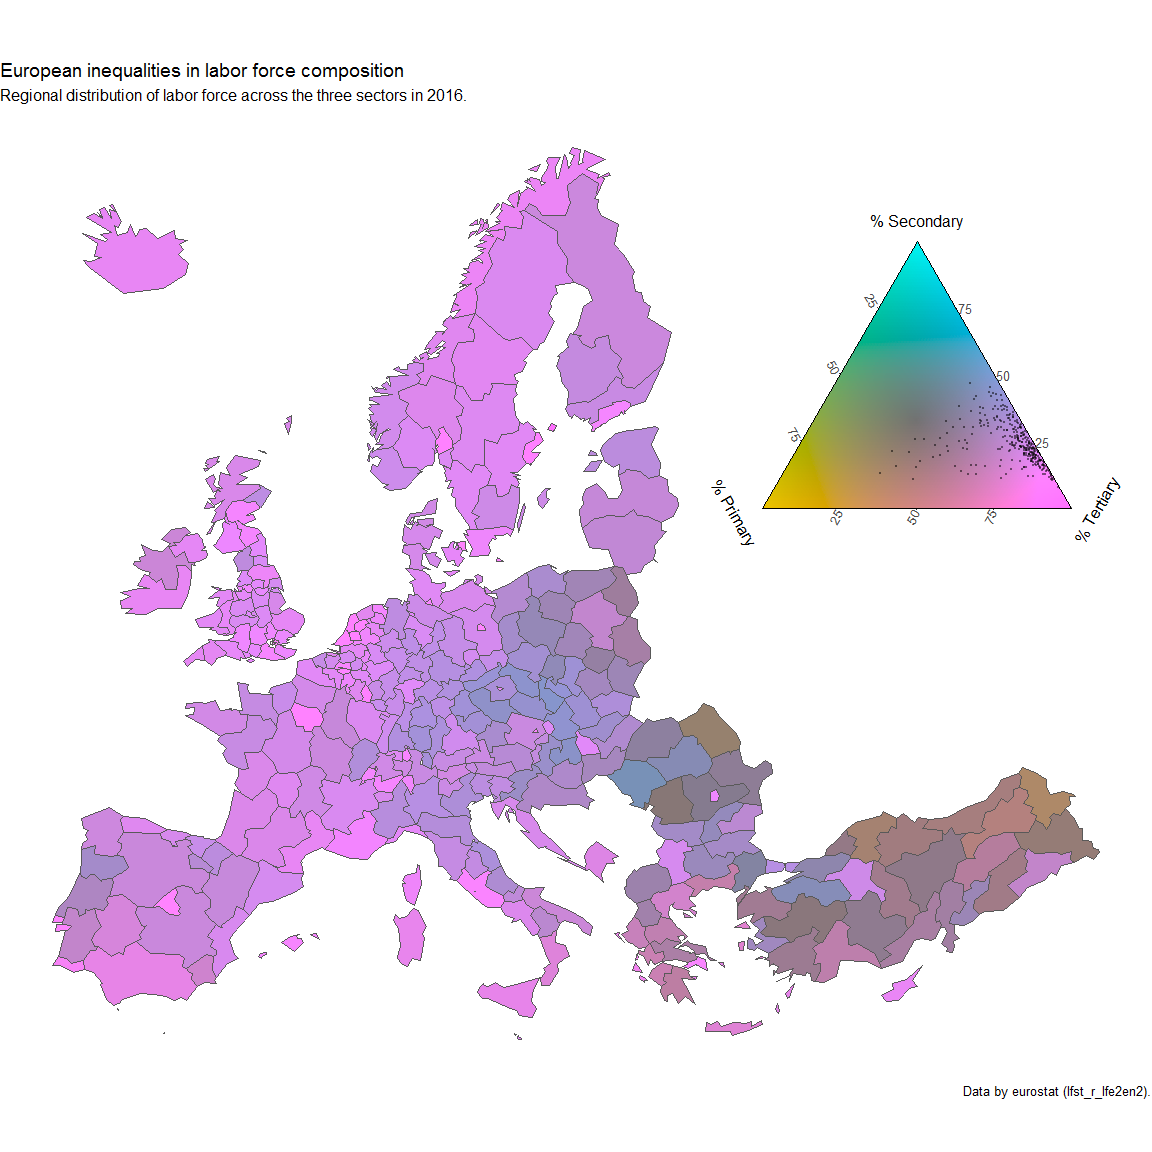 European inequalities in labor force composition
Regional distribution of labor force across the three sectors in 2016.
% Secondary
25
75
50
50
75
25
% Primary
25
50
75
% Tertiary
Data by eurostat (lfst_r_lfe2en2).